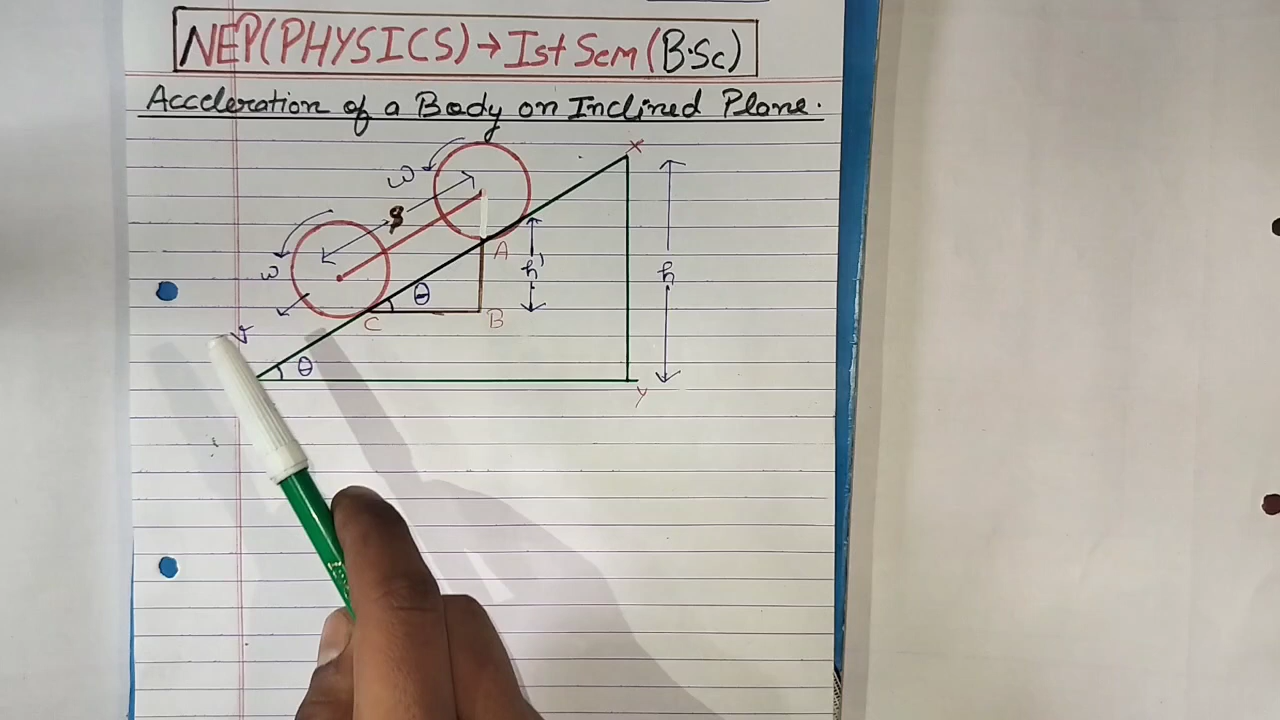 NEP(PHYSICS)→Ist Sem (B.Sc)
Acceleration of a Body on Inclined Plane.
X
ω
S
A
h'
h
ω
θ
C
B
v
θ
Y